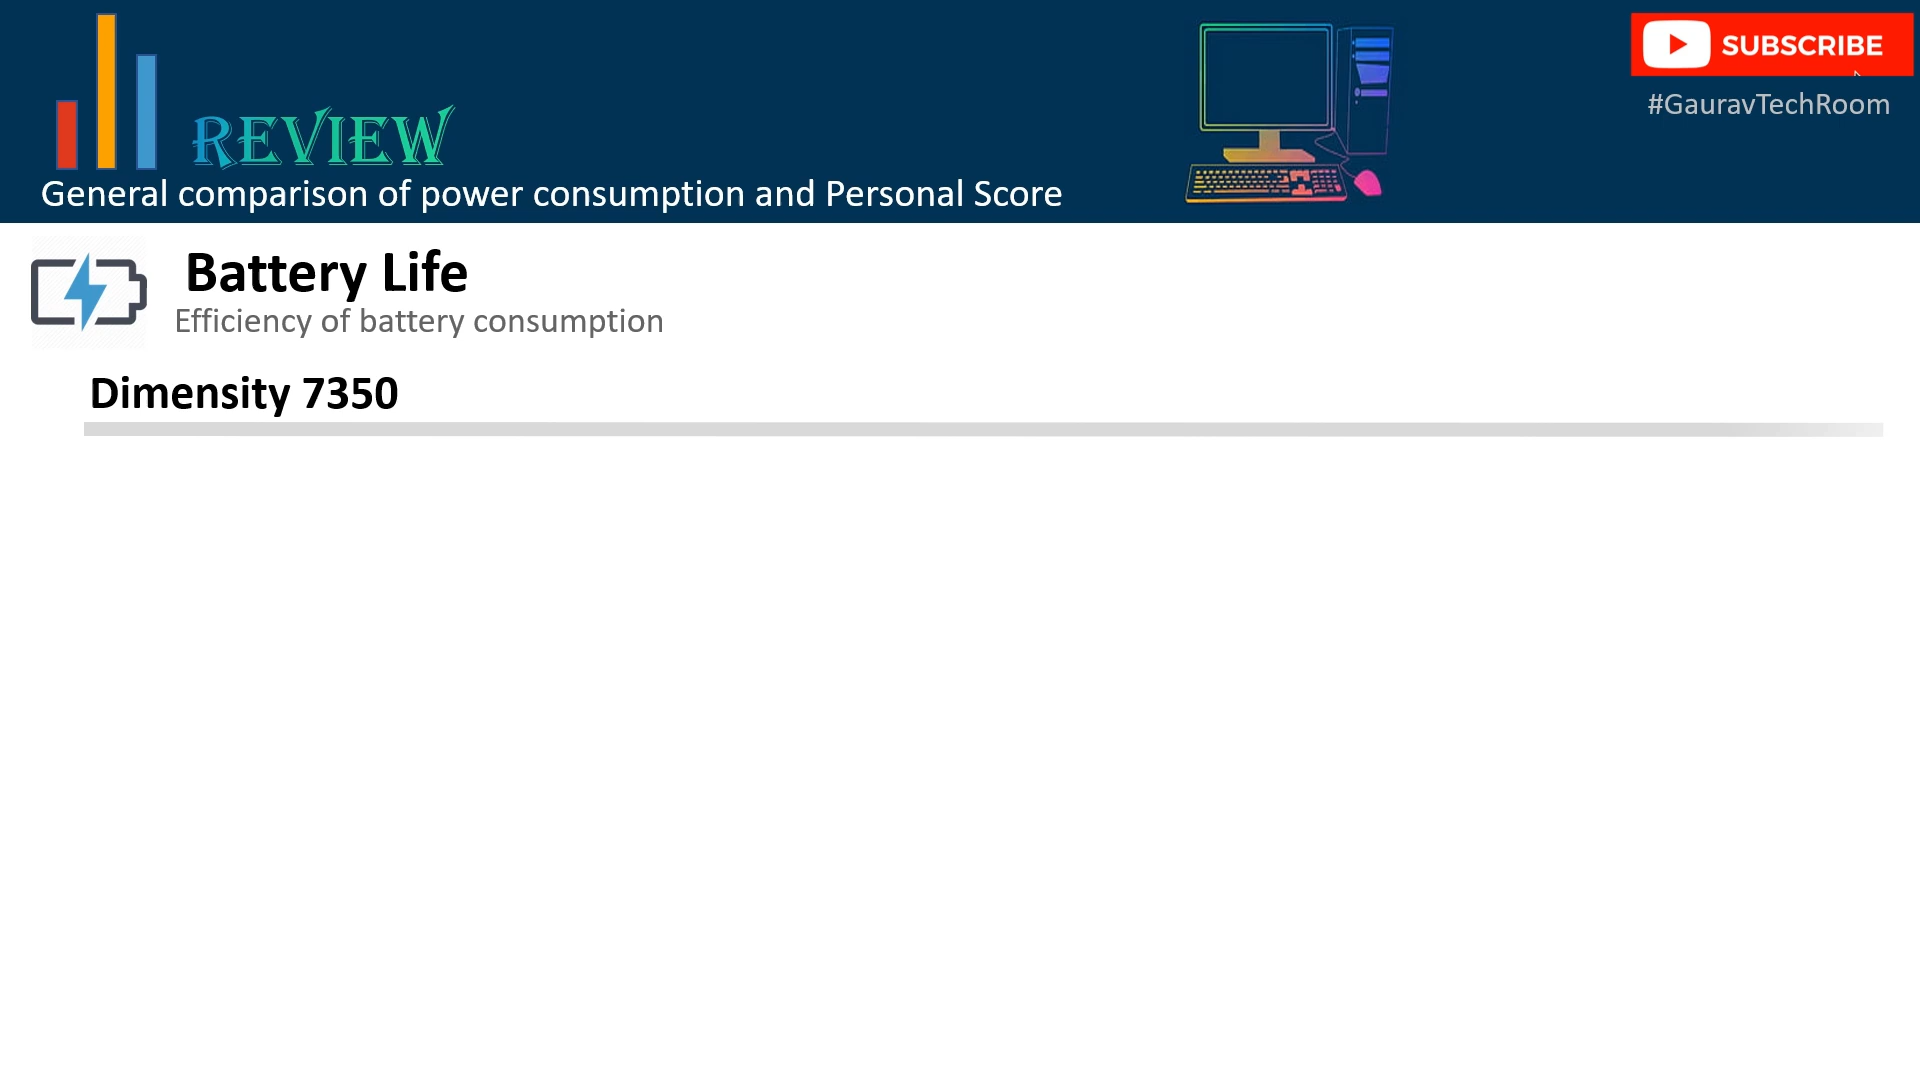 SUBSCRIBE
#GauravTechRoom
REVIEW
General comparison of power consumption and Personal Score
Battery Life
Efficiency of battery consumption
Dimensity 7350